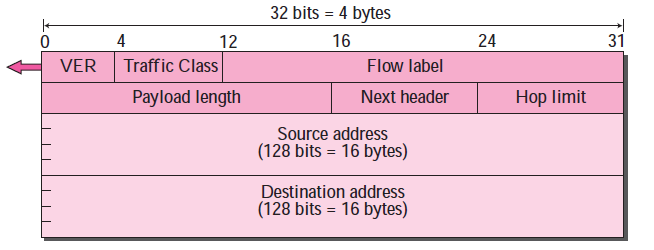 32 bits = 4 bytes
0 4 12 16 24 31
VER Traffic Class Flow label
Payload length Next header Hop limit
Source address
(128 bits = 16 bytes)
Destination address
(128 bits = 16 bytes)